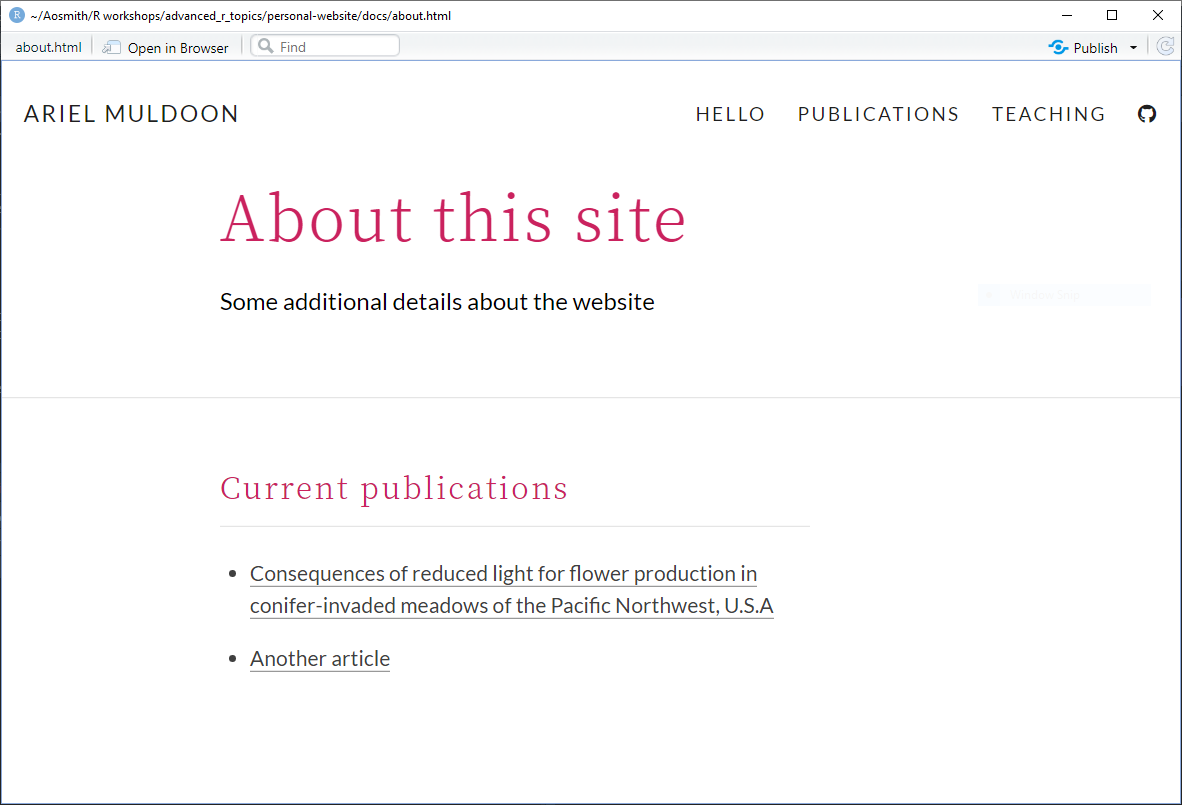 R ~/Aosmith/R workshops/advanced_r_topics/personal-website/docs/about.html
about.html Open in Browser Find Publish
ARIEL MULDOON HELLO PUBLICATIONS TEACHING
About this site
Some additional details about the website
Current publications
Consequences of reduced light for flower production in
conifer-invaded meadows of the Pacific Northwest, U.S.A
Another article